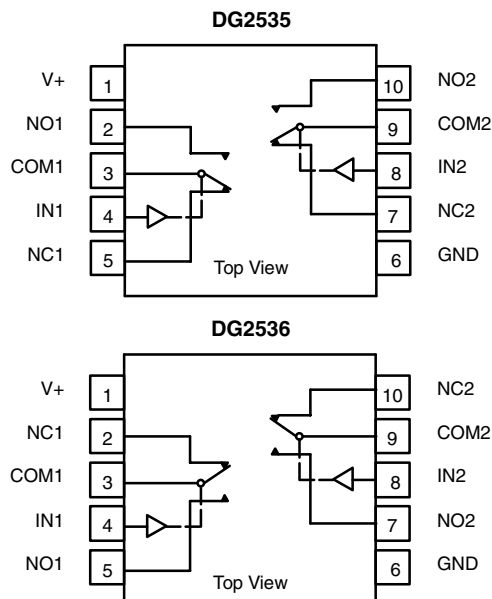 DG2535
V+ 1 10 NO2
NO1 2 9 COM2
COM1 3 8 IN2
IN1 4 7 NC2
NC1 5 6 GND
Top View
DG2536
V+ 1 10 NC2
NC1 2 9 COM2
COM1 3 8 IN2
IN1 4 7 NO2
NO1 5 6 GND
Top View